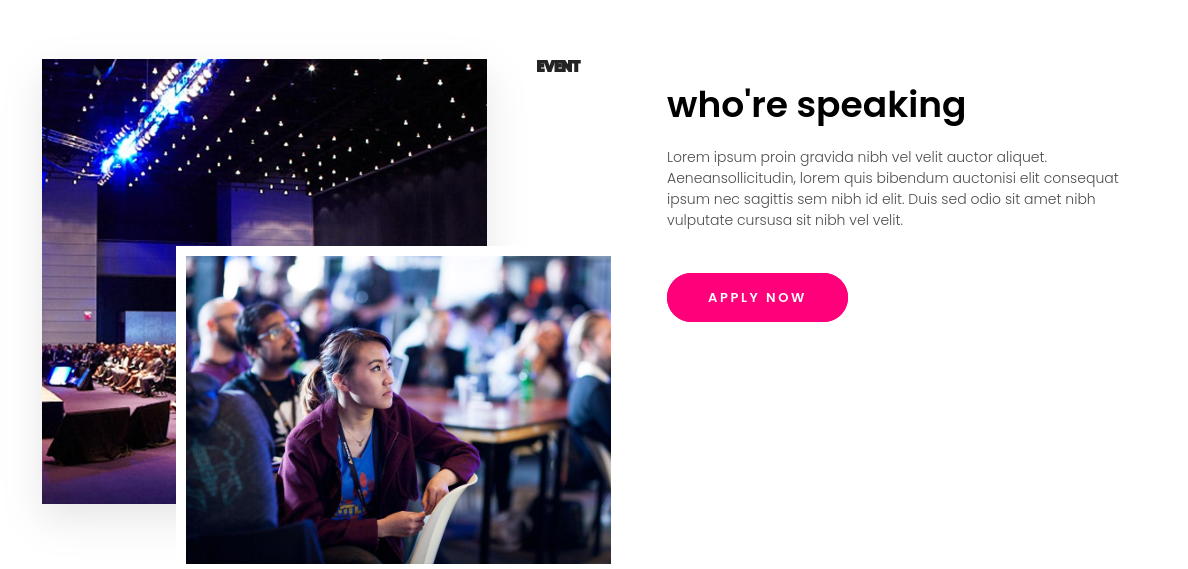 EVENT
who're speaking
Lorem ipsum proin gravida nibh vel velit auctor aliquet.
Aeneansollicitudin, lorem quis bibendum auctonisi elit consequat
ipsum nec sagittis sem nibh id elit. Duis sed odio sit amet nibh
vulputate cursusa sit nibh vel velit.
APPLY NOW